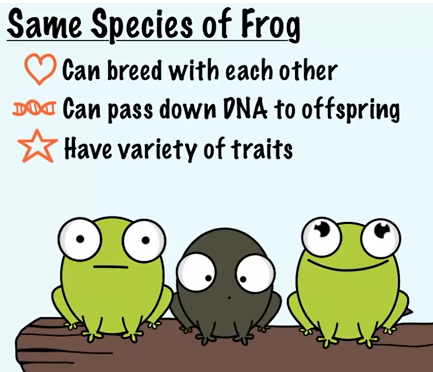 Same Species of Frog
Can breed with each other
Can pass down DNA to offspring
Have variety of traits